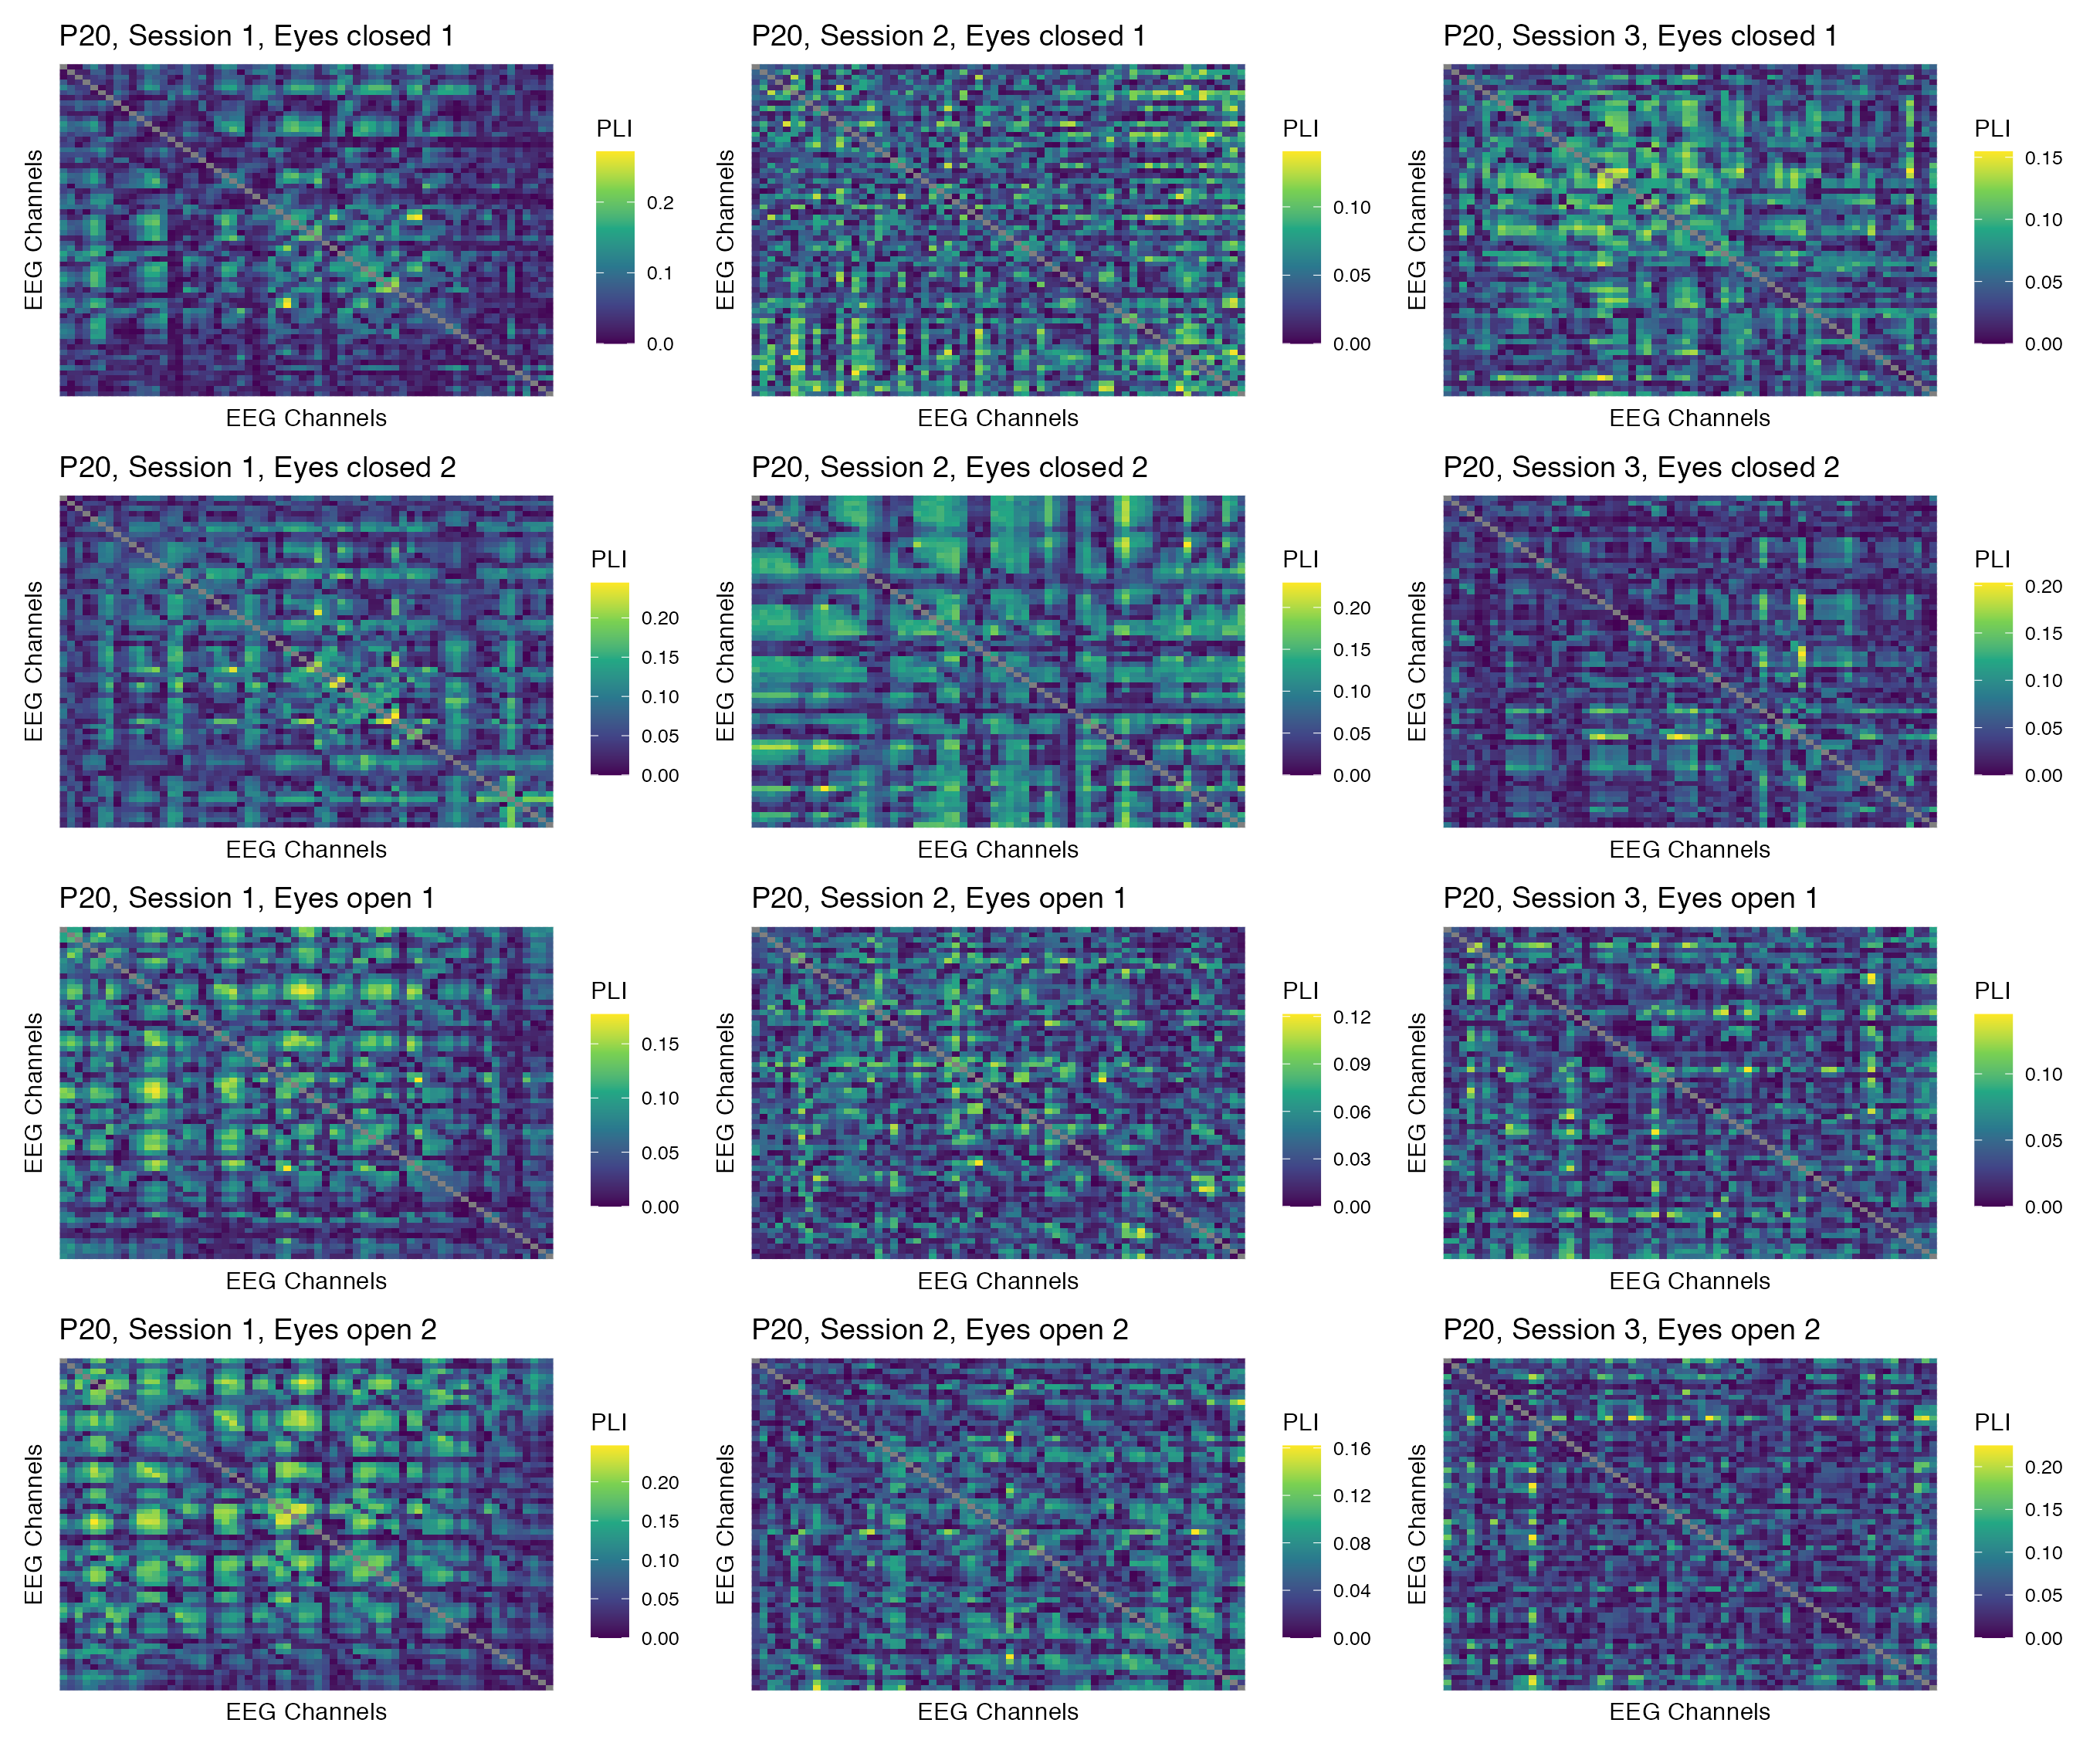 P20, Session 1, Eyes closed 1
EEG Channels
EEG Channels
PLI
0.2
0.1
0.0
P20, Session 2, Eyes closed 1
EEG Channels
EEG Channels
PLI
0.10
0.05
0.00
P20, Session 3, Eyes closed 1
EEG Channels
EEG Channels
PLI
0.15
0.10
0.05
0.00
P20, Session 1, Eyes closed 2
EEG Channels
EEG Channels
PLI
0.20
0.15
0.10
0.05
0.00
P20, Session 2, Eyes closed 2
EEG Channels
EEG Channels
PLI
0.20
0.15
0.10
0.05
0.00
P20, Session 3, Eyes closed 2
EEG Channels
EEG Channels
PLI
0.20
0.15
0.10
0.05
0.00
P20, Session 1, Eyes open 1
EEG Channels
EEG Channels
PLI
0.15
0.10
0.05
0.00
P20, Session 2, Eyes open 1
EEG Channels
EEG Channels
PLI
0.12
0.09
0.06
0.03
0.00
P20, Session 3, Eyes open 1
EEG Channels
EEG Channels
PLI
0.10
0.05
0.00
P20, Session 1, Eyes open 2
EEG Channels
EEG Channels
PLI
0.20
0.15
0.10
0.05
0.00
P20, Session 2, Eyes open 2
EEG Channels
EEG Channels
PLI
0.16
0.12
0.08
0.04
0.00
P20, Session 3, Eyes open 2
EEG Channels
EEG Channels
PLI
0.20
0.15
0.10
0.05
0.00